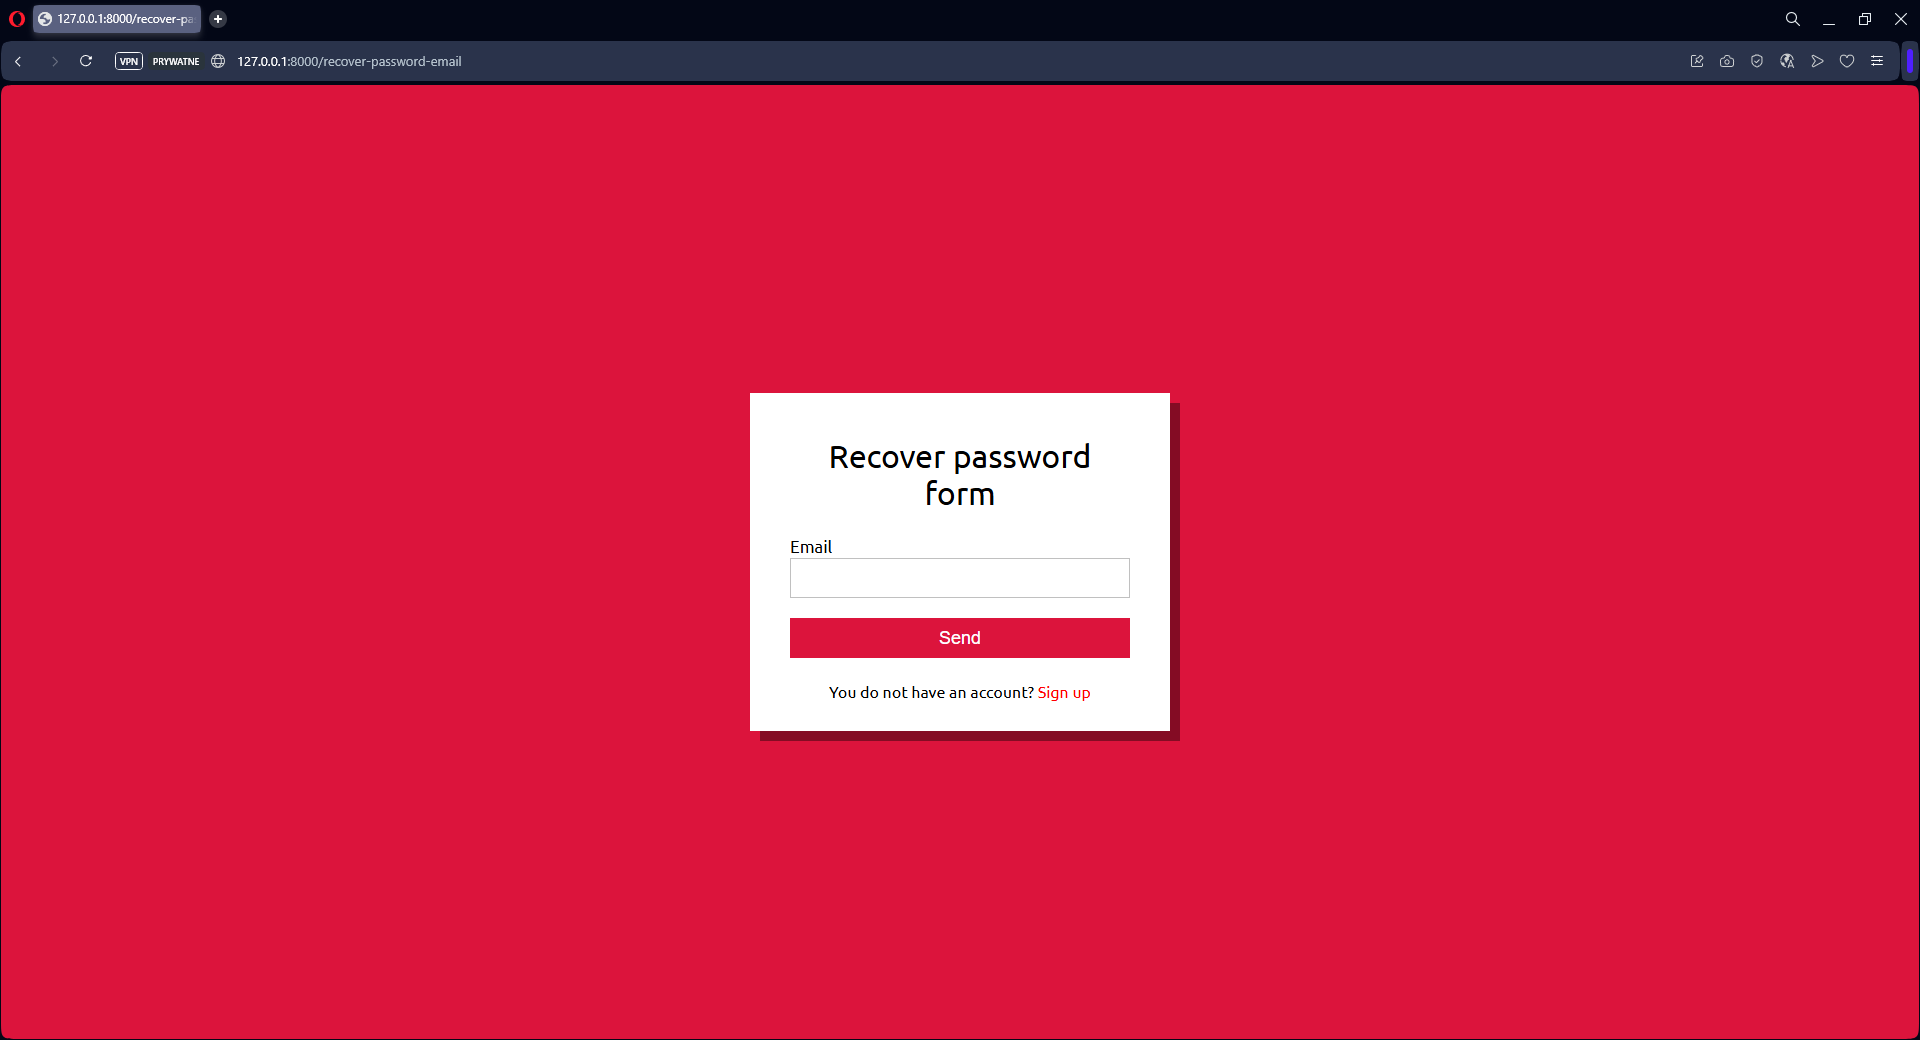 127.0.0.1:8000/recover-pa
VPN PRYWATNE 127.0.0.1:8000/recover-password-email
Recover password
form
Email
Send
You do not have an account? Sign up